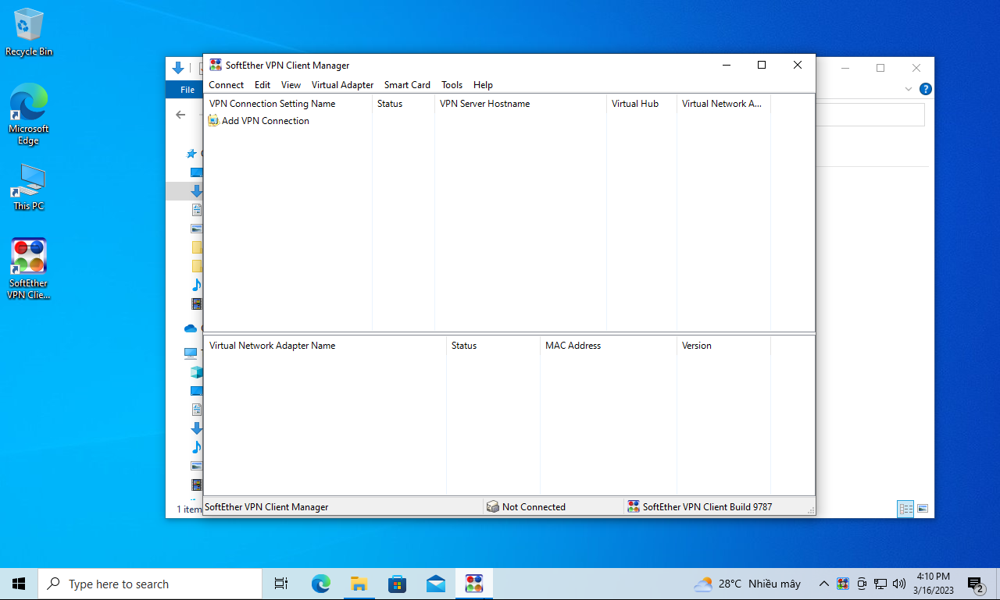 Recycle Bin
Microsoft
Edge
This PC
SoftEther
VPN Clie...
File
1 item
SoftEther VPN Client Manager
Connect Edit View Virtual Adapter Smart Card Tools Help
VPN Connection Setting Name Status VPN Server Hostname Virtual Hub Virtual Network A...
Add VPN Connection
Virtual Network Adapter Name Status MAC Address Version
SoftEther VPN Client Manager Not Connected SoftEther VPN Client Build 9787
Type here to search
28°C Nhiều mây
4:10 PM
3/16/2023
2